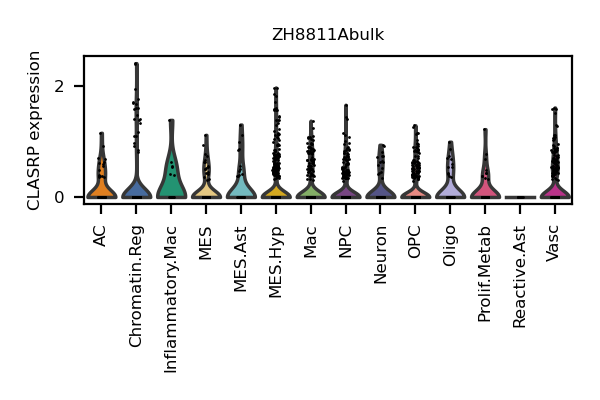 ZH8811Abulk
CLASRP expression
2
0
AC
Chromatin.Reg
Inflammatory.Mac
MES
MES.Ast
MES.Hyp
Mac
NPC
Neuron
OPC
Oligo
Prolif.Metab
Reactive.Ast
Vasc